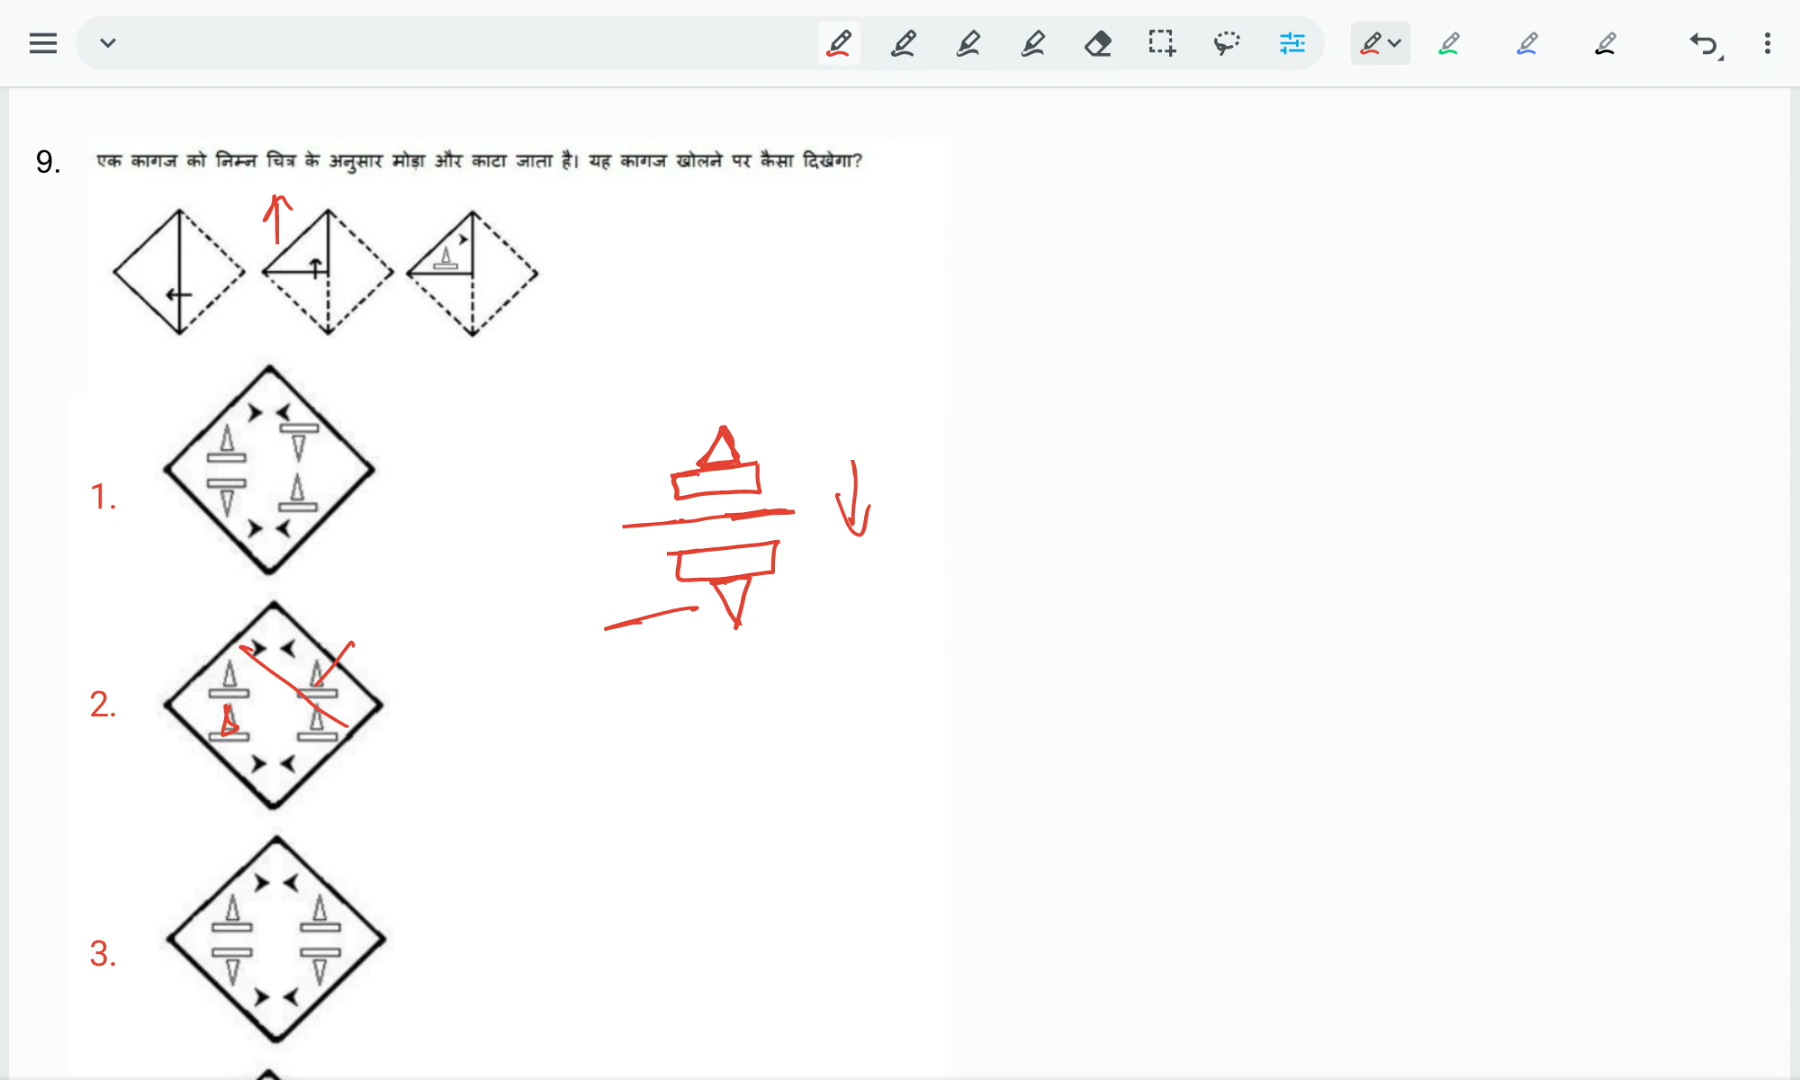 9. एक कागज को निम्न चित्र के अनुसार मोड़ा और काटा जाता है। यह कागज खोलने पर कैसा दिखेगा?
1.
2.
3.